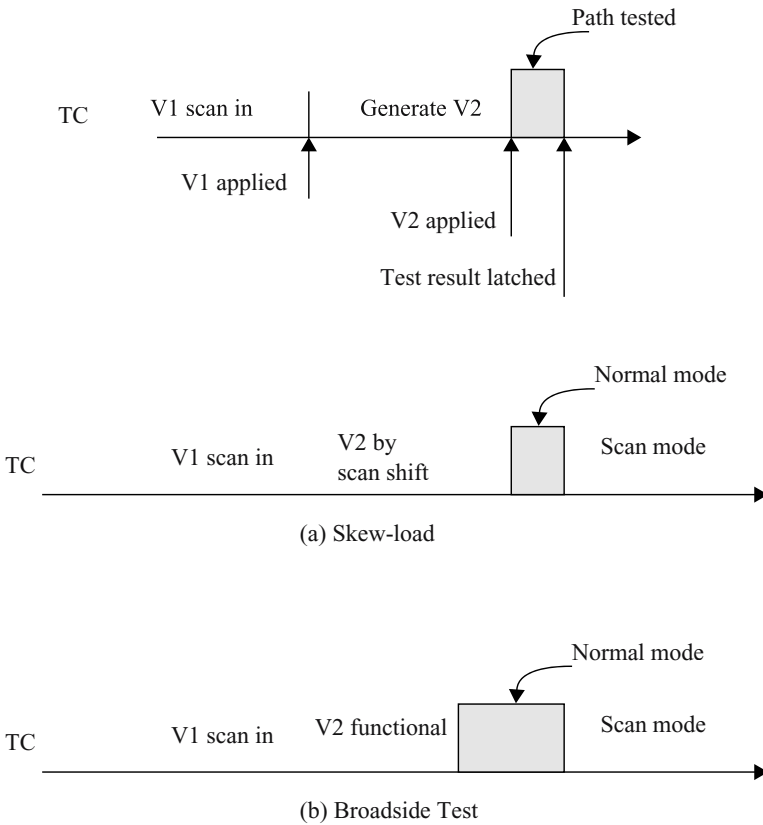 Path tested
TC
V1 scan in
Generate V2
V1 applied
V2 applied
Test result latched
Normal mode
TC
V1 scan in
V2 by
scan shift
Scan mode
(a) Skew-load
Normal mode
TC
V1 scan in
V2 functional
Scan mode
(b) Broadside Test